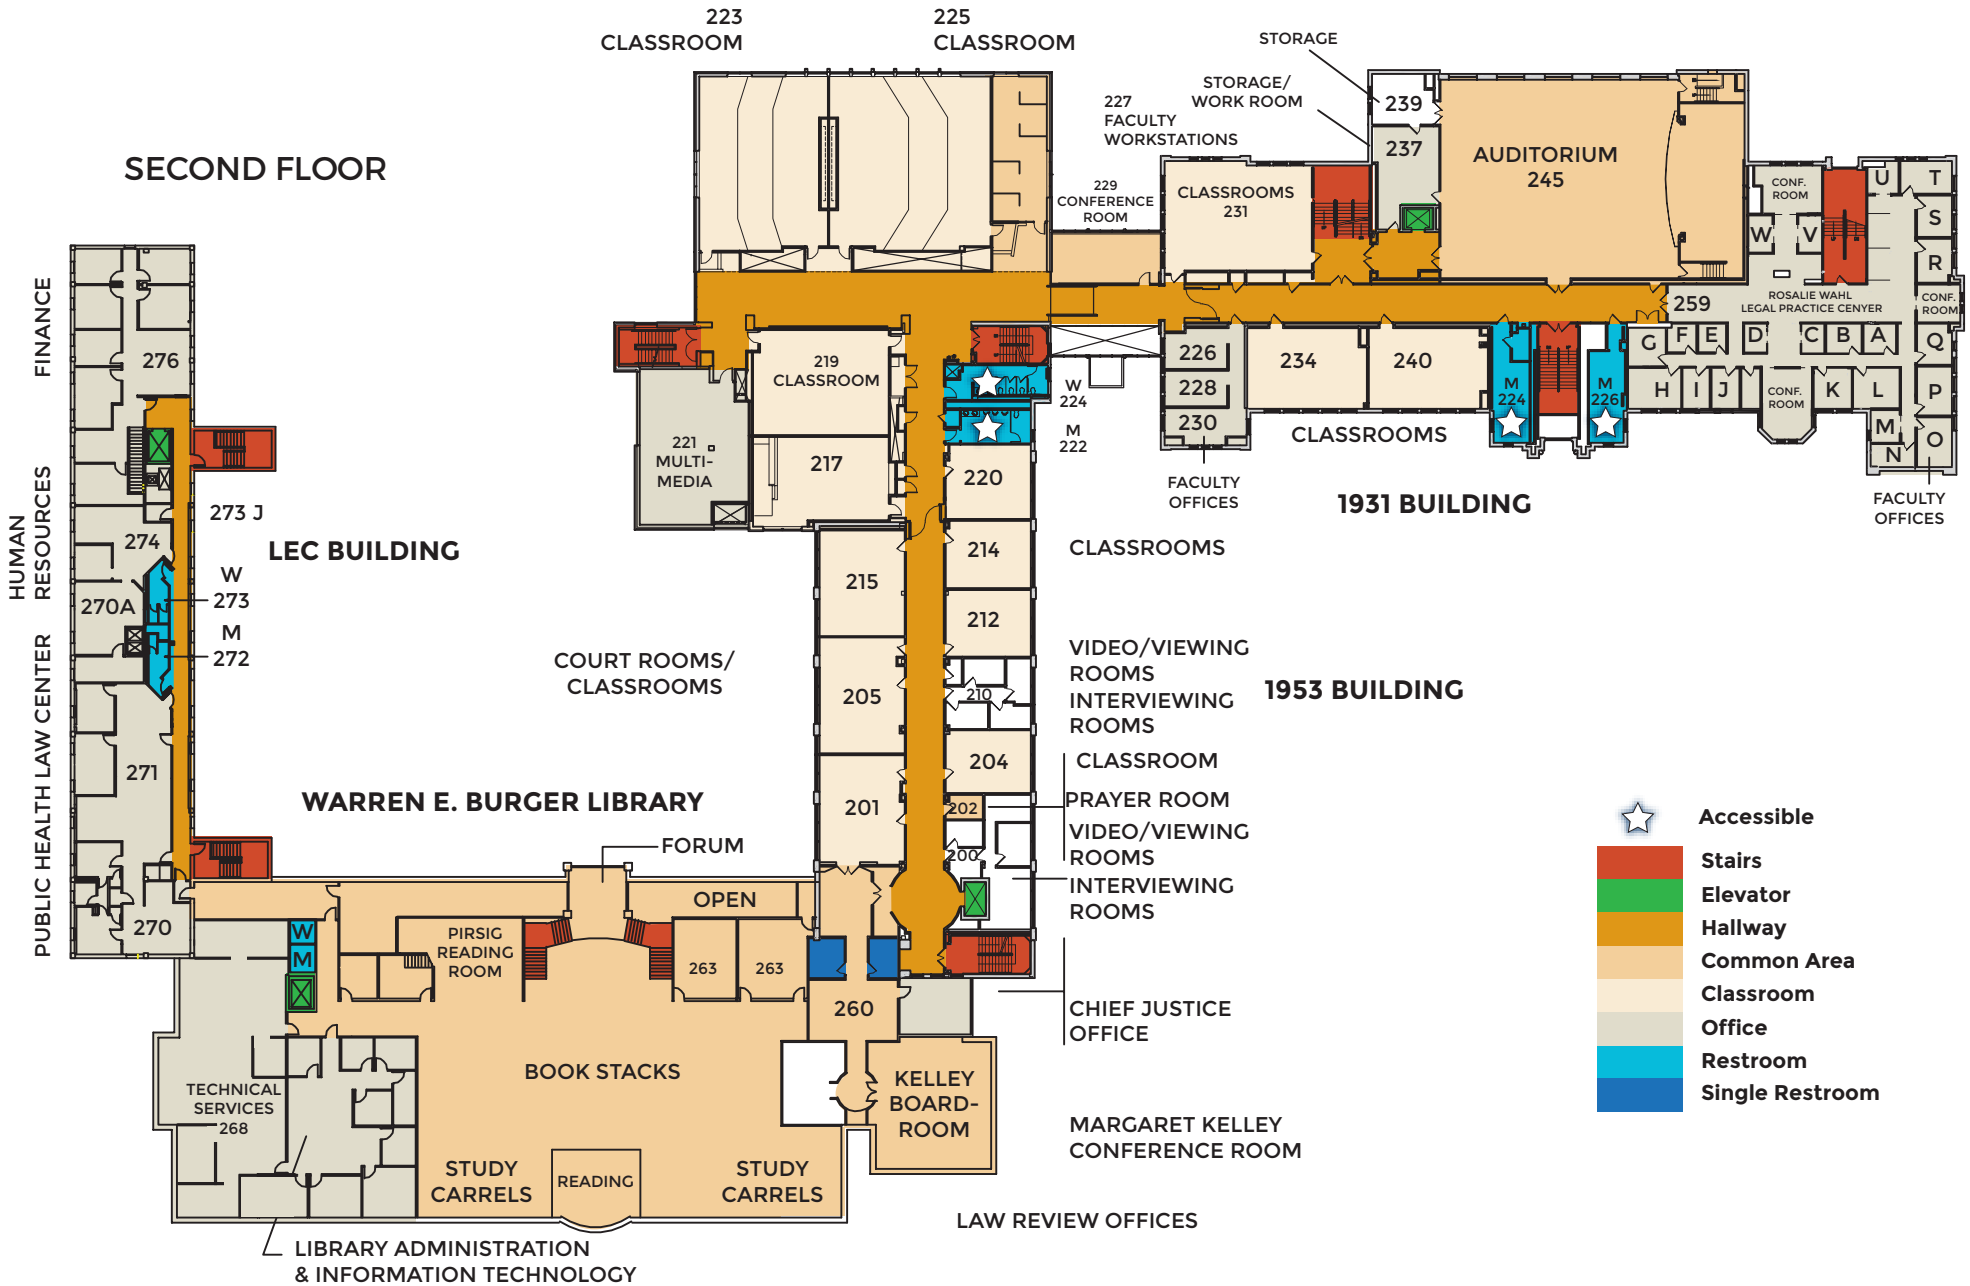 SECOND FLOOR
223
CLASSROOM
225
CLASSROOM
STORAGE
STORAGE/
WORK ROOM
227
FACULTY
WORKSTATIONS
229
CONFERENCE
ROOM
CLASSROOMS
231
239
237
AUDITORIUM
245
CONF.
ROOM
W
V
U
T
S
R
CONF.
ROOM
259
ROSALIE WAHL
LEGAL PRACTICE CENYER
G
F
E
D
C
B
A
Q
H
I
J
CONF.
ROOM
K
L
P
M
N
O
FACULTY
OFFICES
226
228
230
FACULTY
OFFICES
234
240
CLASSROOMS
M
224
M
226
1931 BUILDING
219
CLASSROOM
221
MULTI-
MEDIA
217
W
224
M
222
220
214
212
210
204
202
200
215
205
201
CLASSROOMS
VIDEO/VIEWING
ROOMS
INTERVIEWING
ROOMS
1953 BUILDING
CLASSROOM
PRAYER ROOM
VIDEO/VIEWING
ROOMS
INTERVIEWING
ROOMS
CHIEF JUSTICE
OFFICE
MARGARET KELLEY
CONFERENCE ROOM
LAW REVIEW OFFICES
COURT ROOMS/
CLASSROOMS
FINANCE
HUMAN
RESOURCES
PUBLIC HEALTH LAW CENTER
276
273 J
274
LEC BUILDING
W
273
M
272
270A
271
270
WARREN E. BURGER LIBRARY
FORUM
OPEN
W
M
PIRSIG
READING
ROOM
263
263
260
BOOK STACKS
KELLEY
BOARD-
ROOM
TECHNICAL
SERVICES
268
STUDY
CARRELS
READING
STUDY
CARRELS
LIBRARY ADMINISTRATION
& INFORMATION TECHNOLOGY
Accessible
Stairs
Elevator
Hallway
Common Area
Classroom
Office
Restroom
Single Restroom